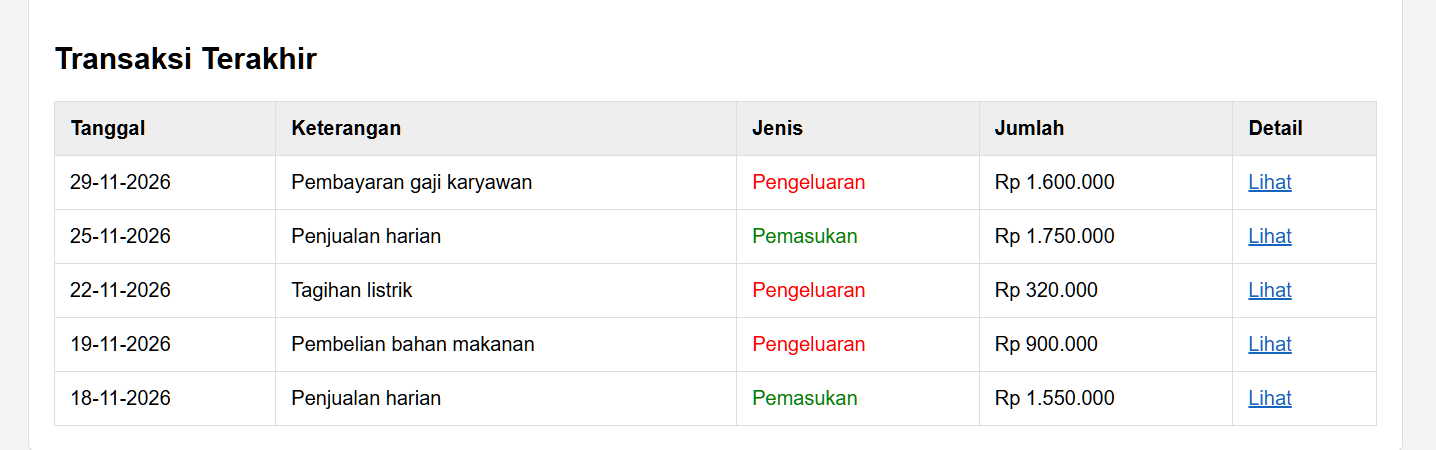 Transaksi Terakhir
Tanggal Keterangan Jenis Jumlah Detail
29-11-2026 Pembayaran gaji karyawan Pengeluaran Rp 1.600.000 Lihat
25-11-2026 Penjualan harian Pemasukan Rp 1.750.000 Lihat
22-11-2026 Tagihan listrik Pengeluaran Rp 320.000 Lihat
19-11-2026 Pembelian bahan makanan Pengeluaran Rp 900.000 Lihat
18-11-2026 Penjualan harian Pemasukan Rp 1.550.000 Lihat